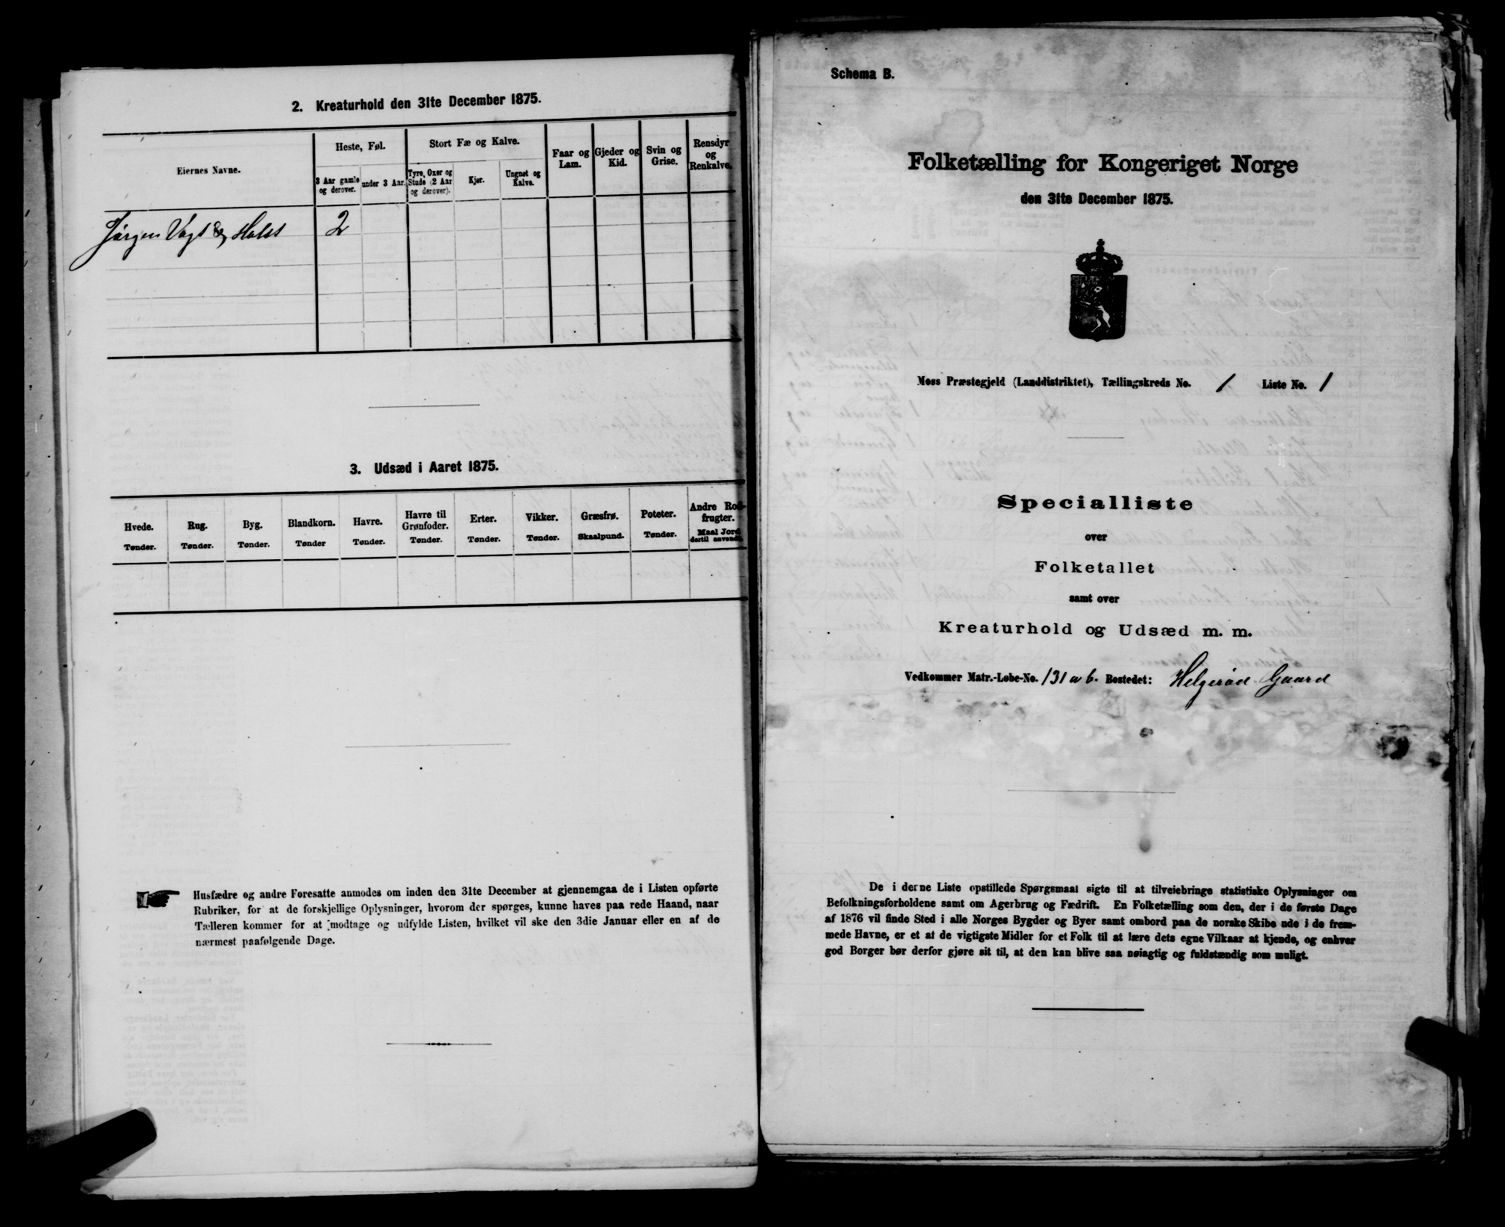 2. Kreaturhold den 31te December 1875.
Eiernes Navne.
Heste, Føl.
Stort Fæ og Kalve.
Faar og Lam.
Gjeder og Kid.
Svin og Grise.
Rensdyr og Renkalve.
3 Aar gamle og derover.
under 3 Aar.
Tyre, Oxer og Stude (2 Aar og derover).
Kjør.
Ungnøt og Kalve.
Jørgen Vogt & Holst 2
3. Udsæd i Aaret 1875.
Hvede. Rug. Byg. Blandkorn. Havre. Havre til Grønfoder. Erter. Vikker. Græsfrø. Poteter. Andre Rodfrugter.
Tønder. Tønder. Tønder. Tønder Tønder. Tønder. Tønder. Tønder. Skaalpund. Tønder. Maal Jord dertil anvendt.
Husfædre og andre Foresatte anmodes om inden den 31te December at gjennemgaa de i Listen opførte
Rubriker, for at de forskjellige Oplysninger, hvorom der spørges, kunne haves paa rede Haand, naar
Tælleren kommer for at modtage og udfylde Listen, hvilket vil ske den 3die Januar eller en af de
nærmest paafølgende Dage.
Schema B.
Folketælling for Kongeriget Norge
den 31te December 1875.
Moss Præstegjeld (Landdistriktet), Tællingskreds No. 1 Liste No. 1
Specialliste
over
Folketallet
samt over
Kreaturhold og Udsæd m. m.
Vedkommer Matr.-Løbe-No. 131 a b. Bostedet: Helgerød Gaard
De i denne Liste opstillede Spørgsmaal sigte til at tilveiebringe statistiske Oplysninger om
Befolkningsforholdene samt om Agerbrug og Fædrift. En Folketælling som den, der i de første Dage
af 1876 vil finde Sted i alle Norges Bygder og Byer samt ombord paa de norske Skibe ude i de frem-
mede Havne, er et at de vigtigste Midler for et Folk til at lære dets egne Vilkaar at kjende, og enhver
god Borger bør derfor gjøre sit til, at den kan blive saa nøiagtig og fuldstændig som muligt.